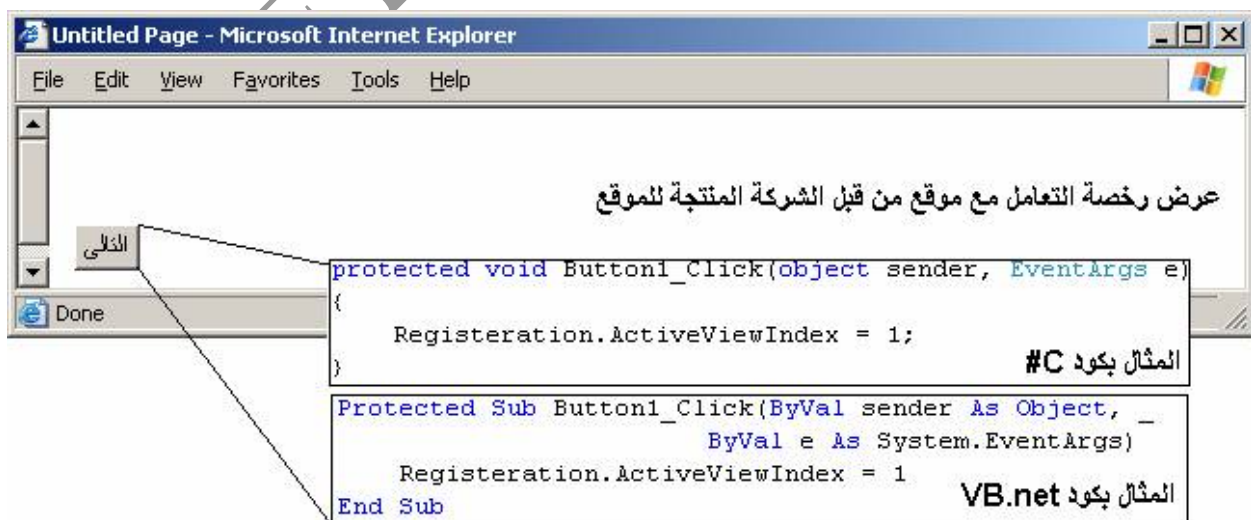 Untitled Page - Microsoft Internet Explorer
File Edit View Favorites Tools Help
عرض رخصة التعامل مع موقع من قبل الشركة المنتجة للموقع
التالى
protected void Button1_Click(object sender, EventArgs e)
{
Registeration.ActiveViewIndex = 1;
}
المثال بكود C#
Done
Protected Sub Button1_Click(ByVal sender As Object, _
ByVal e As System.EventArgs)
Registeration.ActiveViewIndex = 1
End Sub
المثال بكود VB.net